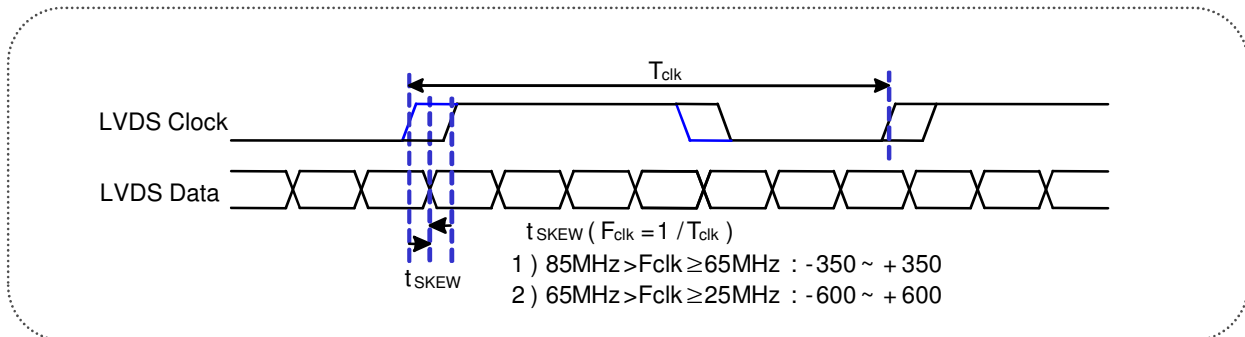 Tclk
LVDS Clock
LVDS Data
tSKEW ( Fclk = 1 / Tclk )
1 ) 85MHz>Fclk≥65MHz : -350 ~ +350
tSKEW
2 ) 65MHz>Fclk≥25MHz : -600 ~ +600